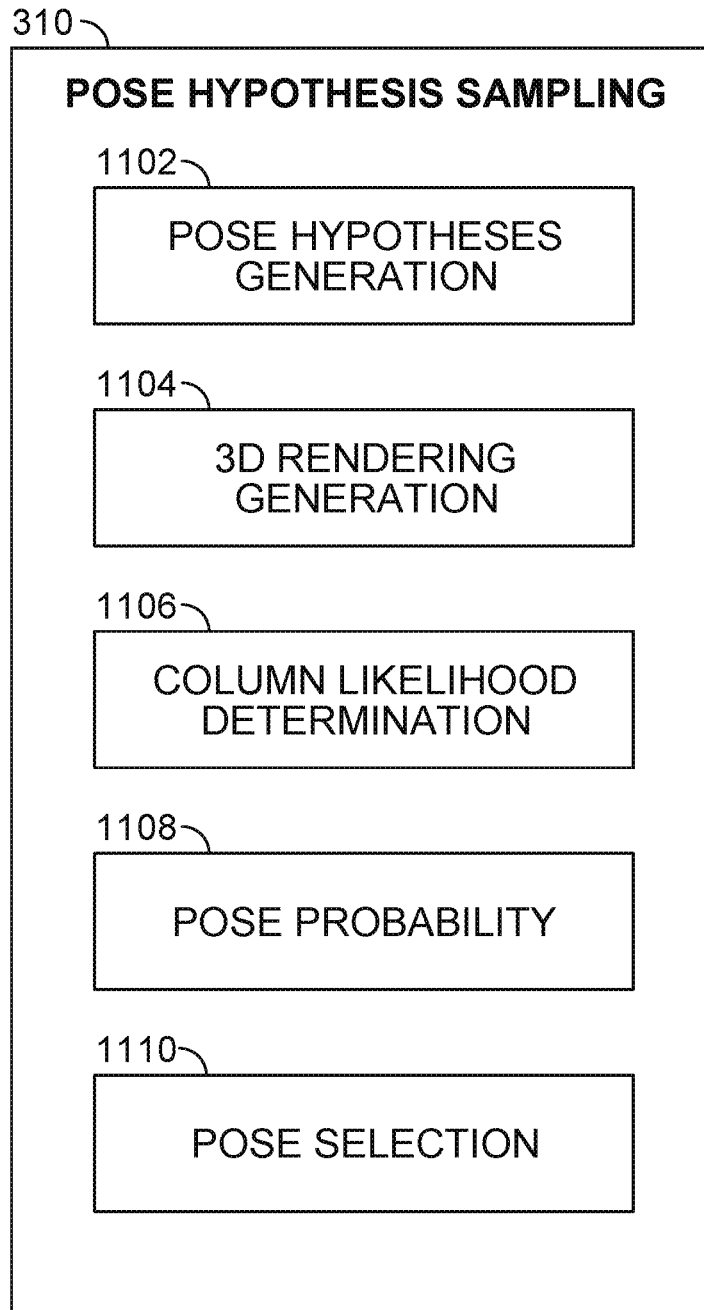 310
POSE HYPOTHESIS SAMPLING
1102
POSE HYPOTHESES
GENERATION
1104
3D RENDERING
GENERATION
1106
COLUMN LIKELIHOOD
DETERMINATION
1108
POSE PROBABILITY
1110
POSE SELECTION